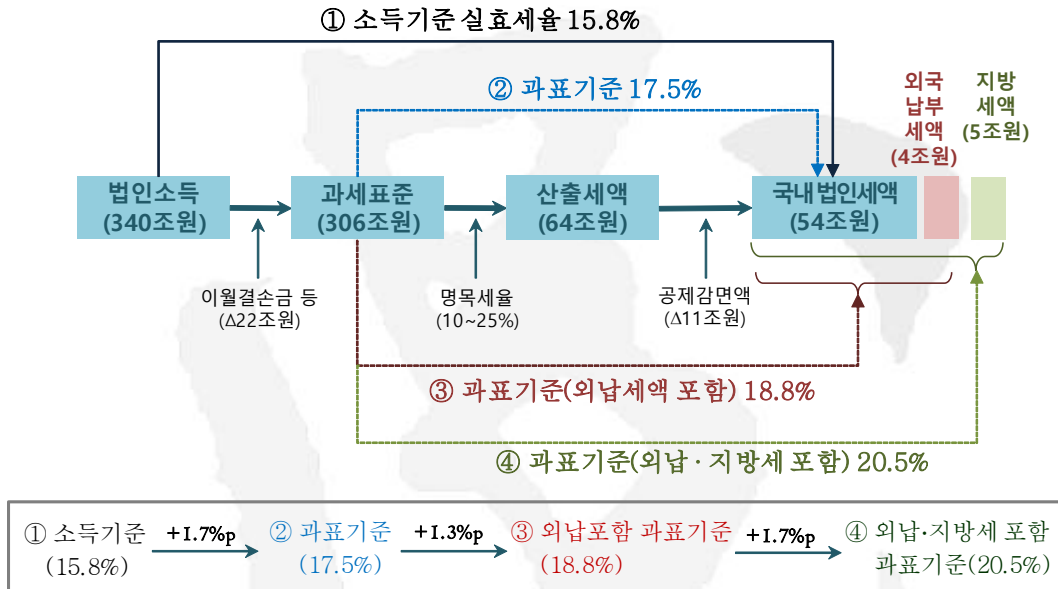 ① 소득기준 실효세율 15.8%
② 과표기준 17.5%
외국
납부
세액
(4조원)
지방
세액
(5조원)
법인소득
(340조원)
과세표준
(306조원)
산출세액
(64조원)
국내법인세액
(54조원)
이월결손금 등
(Δ22조원)
명목세율
(10~25%)
공제감면액
(Δ11조원)
③ 과표기준(외납세액 포함) 18.8%
④ 과표기준(외납·지방세 포함) 20.5%
① 소득기준
(15.8%)
+1.7%p
② 과표기준
(17.5%)
+1.3%p
③ 외납포함 과표기준
(18.8%)
+1.7%p
④ 외납·지방세 포함
과표기준(20.5%)